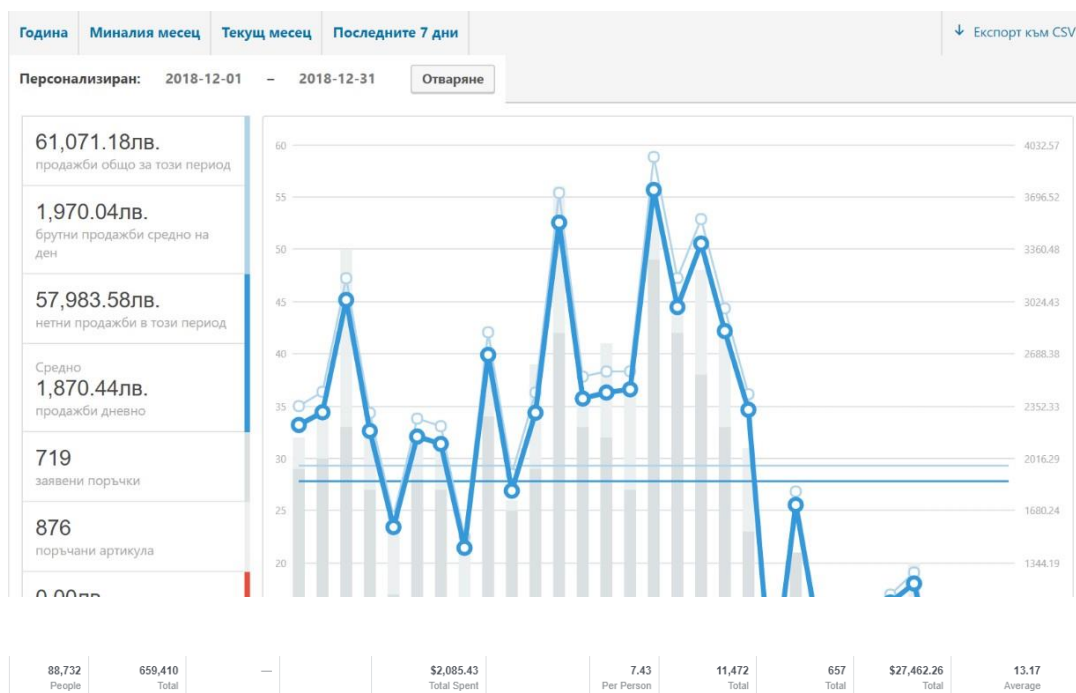 Година Миналия месец Текущ месец Последните 7 дни Експорт към CSV
Персонализиран: 2018-12-01 – 2018-12-31 Отваряне
61,071.18лв.
продажби общо за този период
1,970.04лв.
брутни продажби средно на
ден
57,983.58лв.
нетни продажби в този период
Средно
1,870.44лв.
продажби дневно
719
заявени поръчки
876
поръчани артикула
0.00лв.
60 4032.57
55 3696.52
50 3360.48
45 3024.43
40 2688.38
35 2352.33
30 2016.29
25 1680.24
20 1344.19
88,732 659,410 — $2,085.43 7.43 11,472 657 $27,462.26 13.17
People Total Total Spent Per Person Total Total Total Average